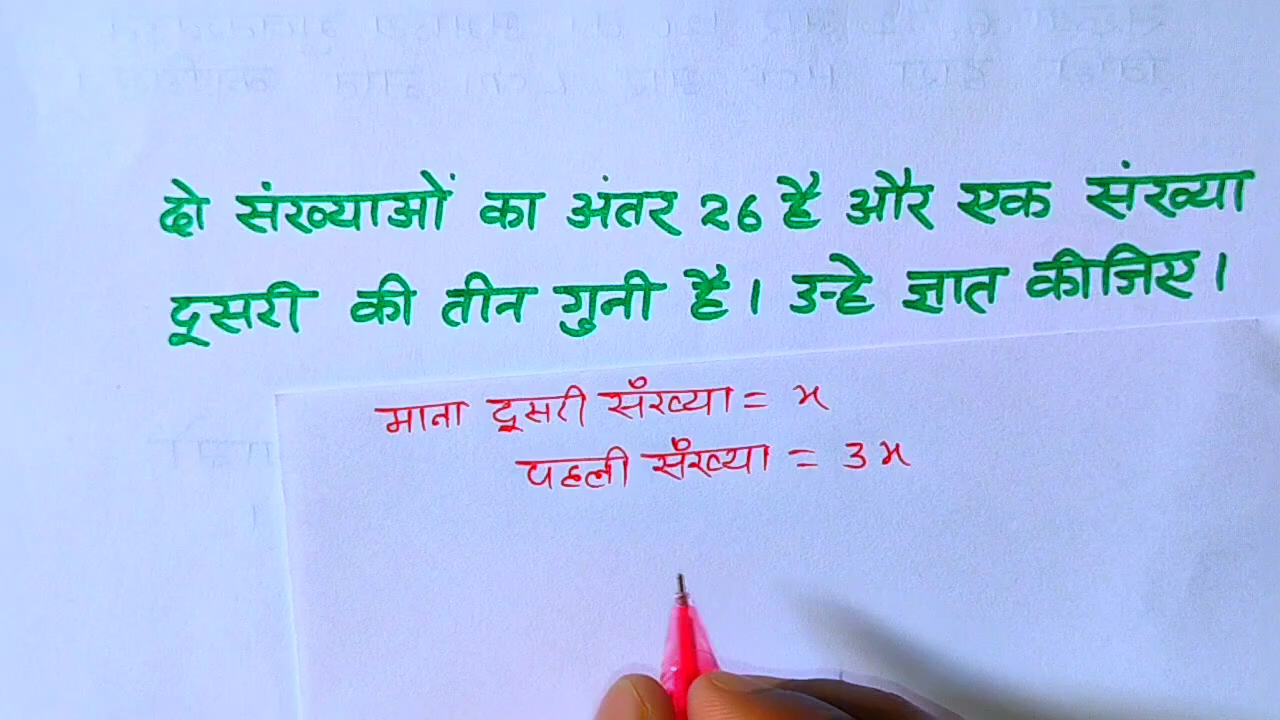 दो संख्याओं का अंतर 26 है और एक संख्या
दूसरी की तीन गुनी है। उन्हे ज्ञात कीजिए।
माना दूसरी संख्या = x
पहली संख्या = 3x